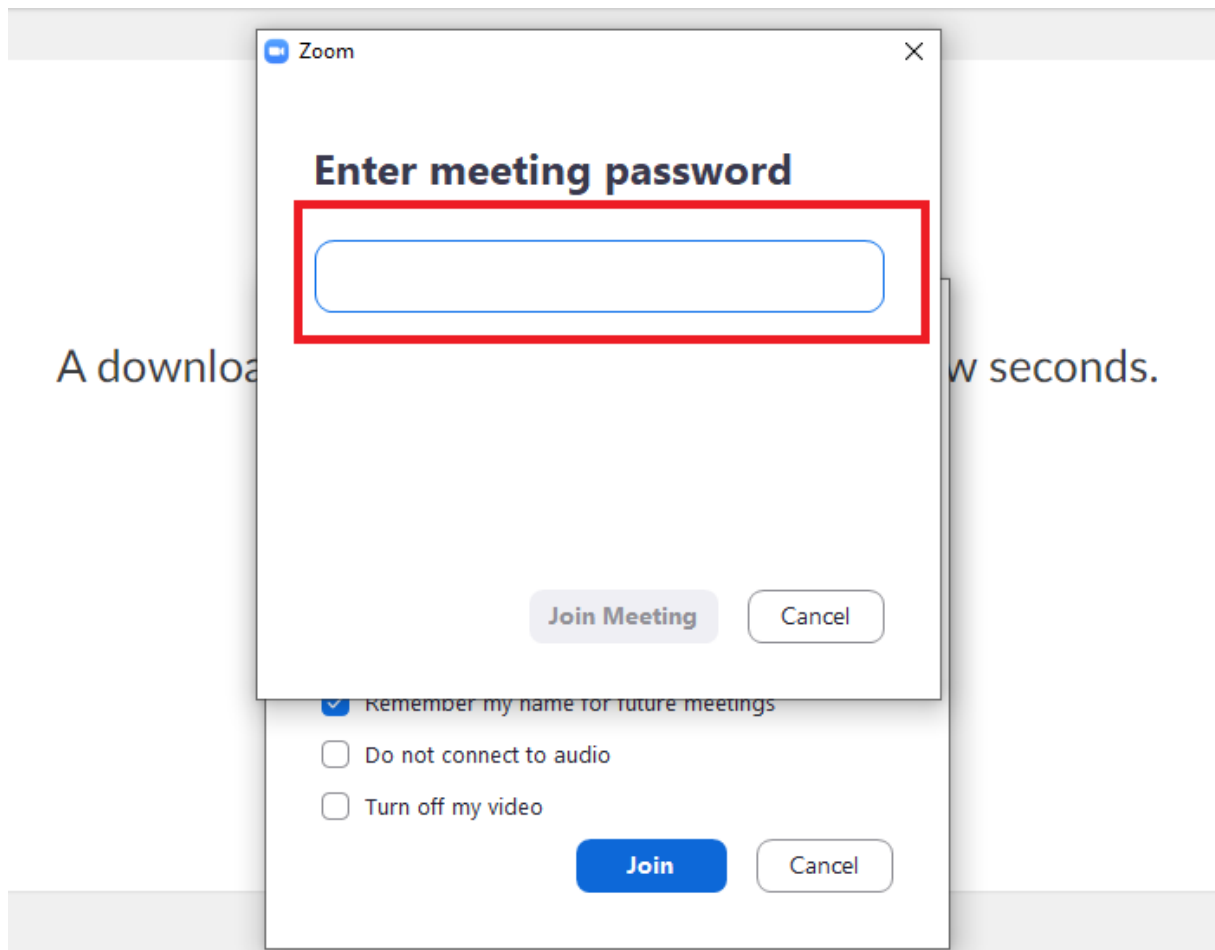 Zoom
Enter meeting password
A downloa
w seconds.
Join Meeting
Cancel
Remember my name for future meetings
Do not connect to audio
Turn off my video
Join
Cancel